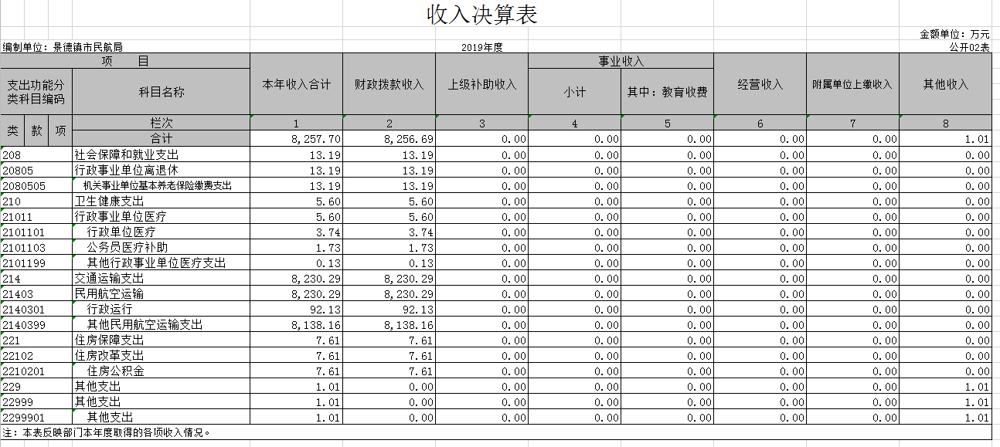 收入决算表
金额单位：万元
编制单位：景德镇市民航局 2019年度 公开02表
项 目 本年收入合计 财政拨款收入 上级补助收入 事业收入 经营收入 附属单位上缴收入 其他收入
支出功能分类科目编码 科目名称 小计 其中：教育收费
类 款 项 栏次 1 2 3 4 5 6 7 8
合计 8,257.70 8,256.69 0.00 0.00 0.00 0.00 0.00 1.01
208 社会保障和就业支出 13.19 13.19 0.00 0.00 0.00 0.00 0.00 0.00
20805 行政事业单位离退休 13.19 13.19 0.00 0.00 0.00 0.00 0.00 0.00
2080505 机关事业单位基本养老保险缴费支出 13.19 13.19 0.00 0.00 0.00 0.00 0.00 0.00
210 卫生健康支出 5.60 5.60 0.00 0.00 0.00 0.00 0.00 0.00
21011 行政事业单位医疗 5.60 5.60 0.00 0.00 0.00 0.00 0.00 0.00
2101101 行政单位医疗 3.74 3.74 0.00 0.00 0.00 0.00 0.00 0.00
2101103 公务员医疗补助 1.73 1.73 0.00 0.00 0.00 0.00 0.00 0.00
2101199 其他行政事业单位医疗支出 0.13 0.13 0.00 0.00 0.00 0.00 0.00 0.00
214 交通运输支出 8,230.29 8,230.29 0.00 0.00 0.00 0.00 0.00 0.00
21403 民用航空运输 8,230.29 8,230.29 0.00 0.00 0.00 0.00 0.00 0.00
2140301 行政运行 92.13 92.13 0.00 0.00 0.00 0.00 0.00 0.00
2140399 其他民用航空运输支出 8,138.16 8,138.16 0.00 0.00 0.00 0.00 0.00 0.00
221 住房保障支出 7.61 7.61 0.00 0.00 0.00 0.00 0.00 0.00
22102 住房改革支出 7.61 7.61 0.00 0.00 0.00 0.00 0.00 0.00
2210201 住房公积金 7.61 7.61 0.00 0.00 0.00 0.00 0.00 0.00
229 其他支出 1.01 0.00 0.00 0.00 0.00 0.00 0.00 1.01
22999 其他支出 1.01 0.00 0.00 0.00 0.00 0.00 0.00 1.01
2299901 其他支出 1.01 0.00 0.00 0.00 0.00 0.00 0.00 1.01
注：本表反映部门本年度取得的各项收入情况。